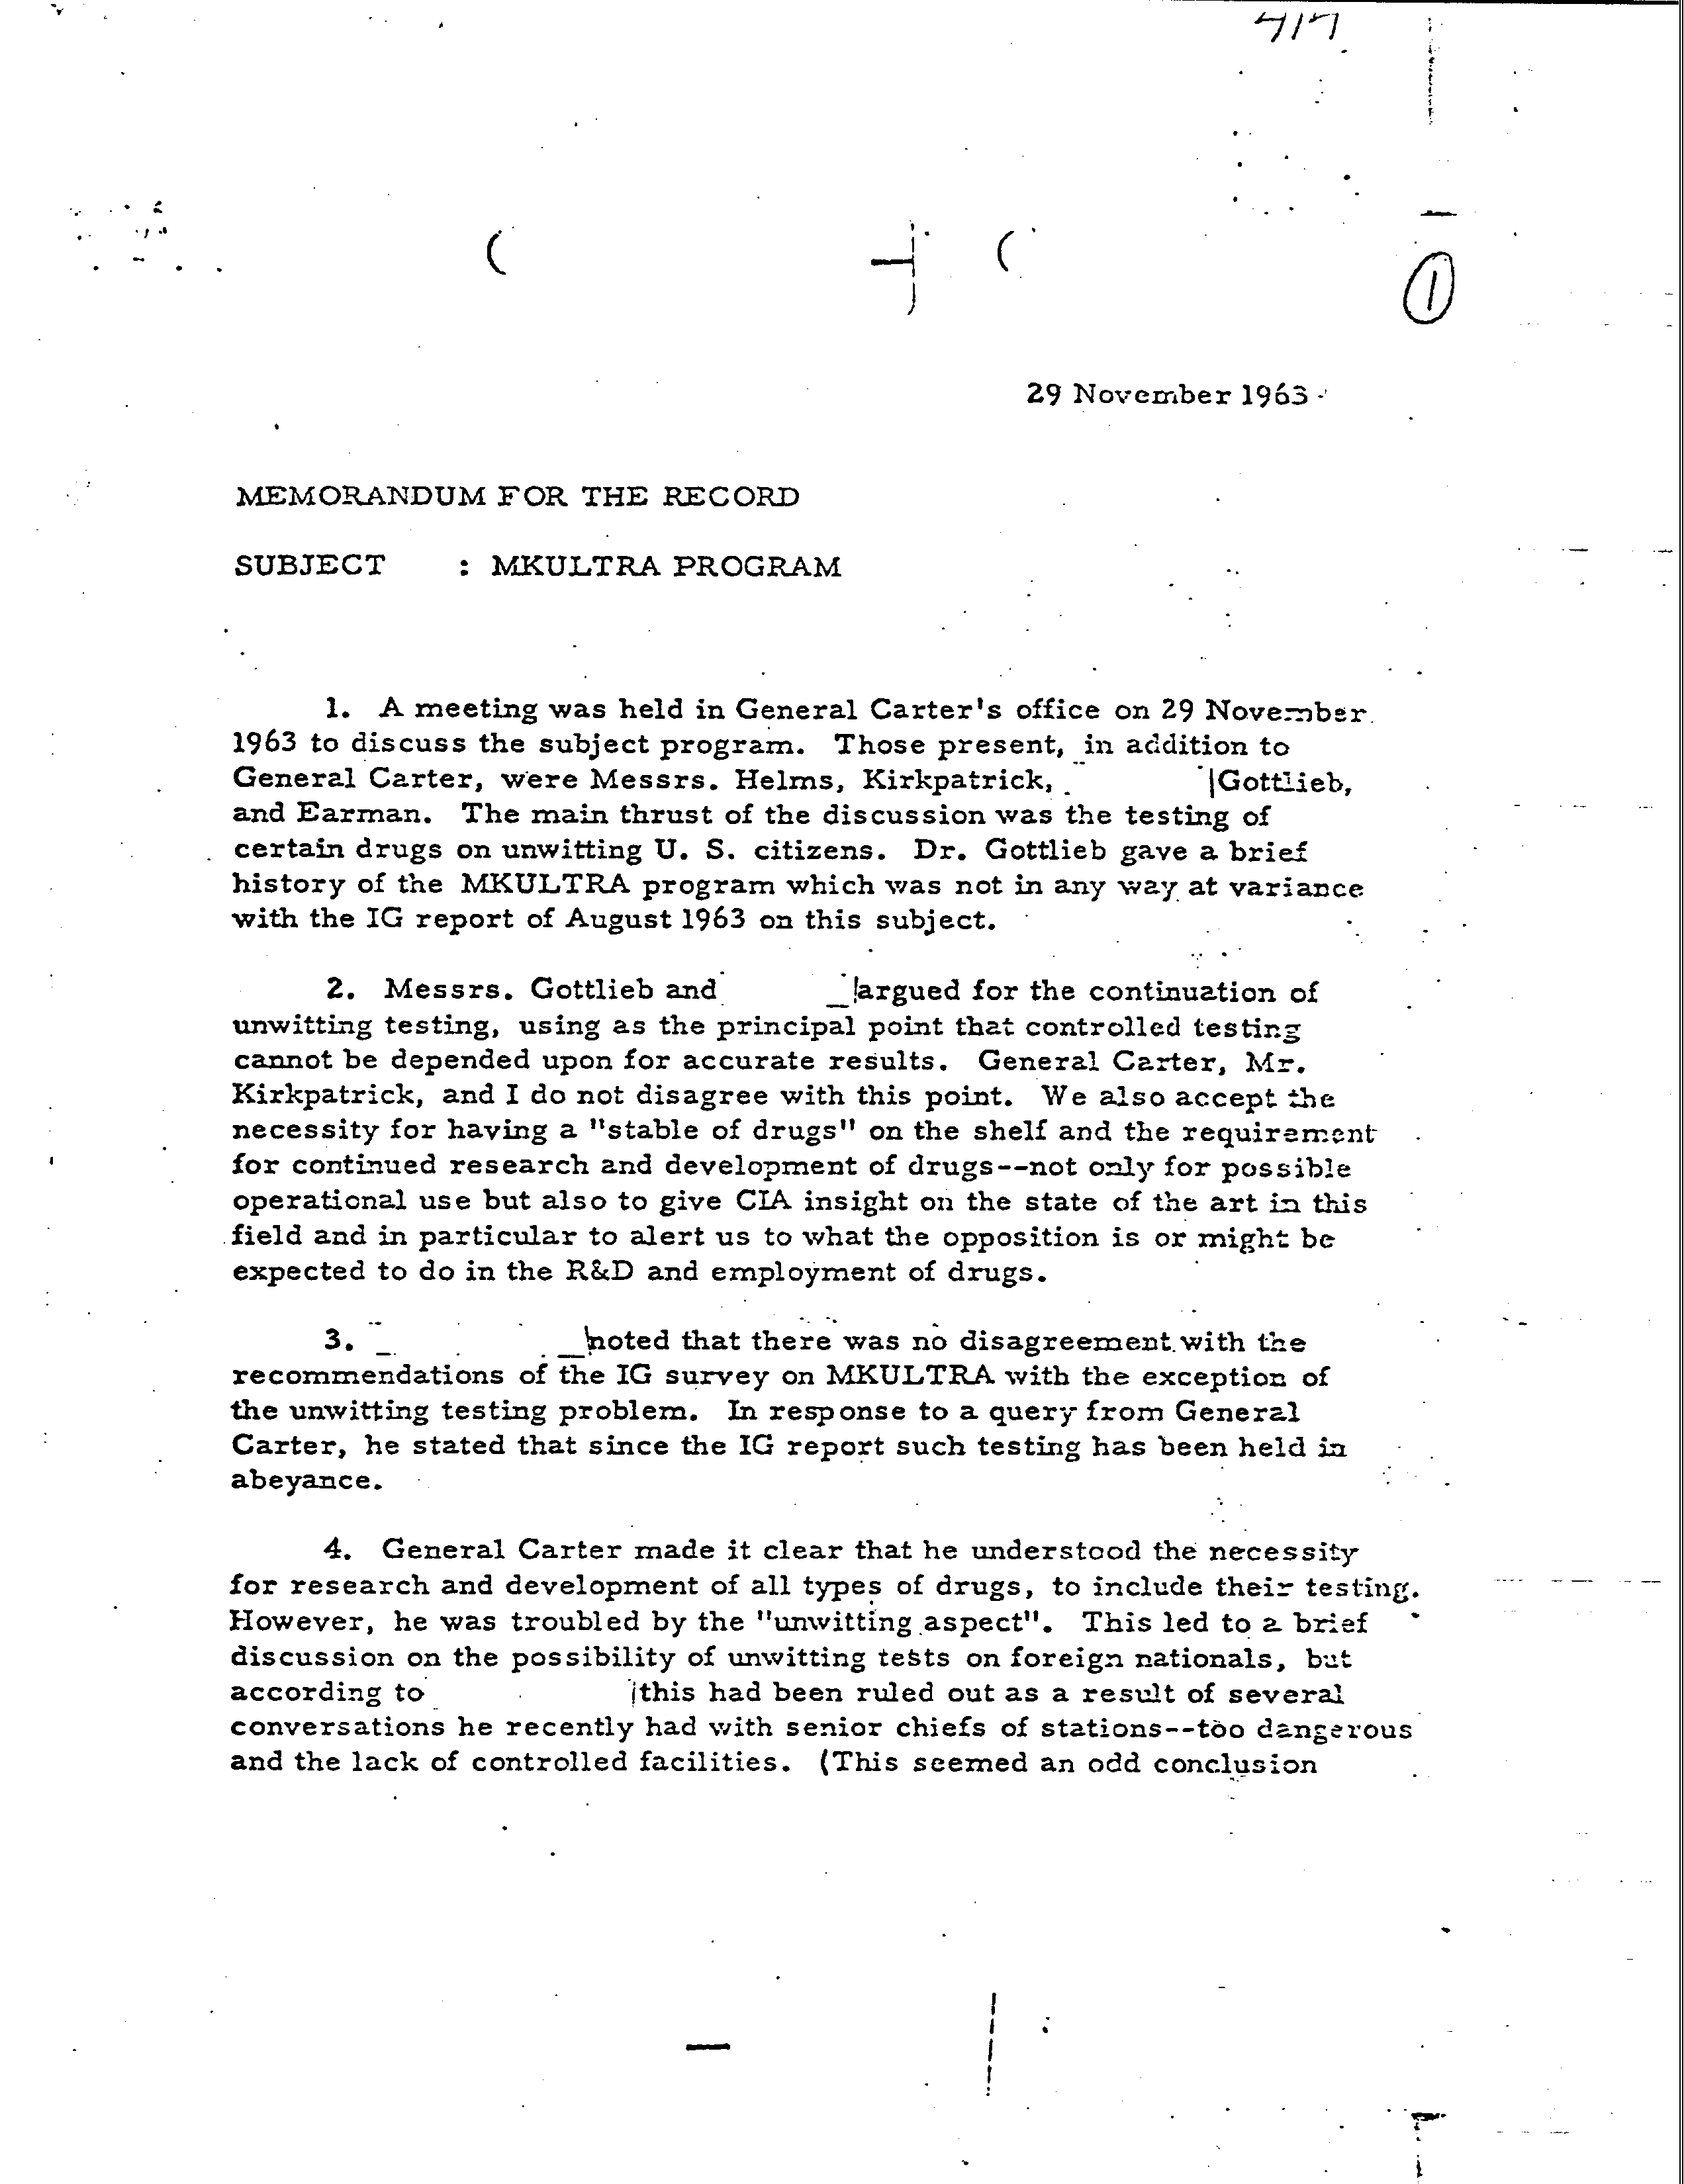 717
1
29 November 1963
MEMORANDUM FOR THE RECORD
SUBJECT : MKULTRA PROGRAM
1. A meeting was held in General Carter's office on 29 November
1963 to discuss the subject program. Those present, in addition to
General Carter, were Messrs. Helms, Kirkpatrick, Gottlieb,
and Earman. The main thrust of the discussion was the testing of
certain drugs on unwitting U. S. citizens. Dr. Gottlieb gave a brief
history of the MKULTRA program which was not in any way at variance
with the IG report of August 1963 on this subject.
2. Messrs. Gottlieb and argued for the continuation of
unwitting testing, using as the principal point that controlled testing
cannot be depended upon for accurate results. General Carter, Mr.
Kirkpatrick, and I do not disagree with this point. We also accept the
necessity for having a "stable of drugs" on the shelf and the requirement
for continued research and development of drugs--not only for possible
operational use but also to give CIA insight on the state of the art in this
field and in particular to alert us to what the opposition is or might be
expected to do in the R&D and employment of drugs.
3. noted that there was no disagreement with the
recommendations of the IG survey on MKULTRA with the exception of
the unwitting testing problem. In response to a query from General
Carter, he stated that since the IG report such testing has been held in
abeyance.
4. General Carter made it clear that he understood the necessity
for research and development of all types of drugs, to include their testing.
However, he was troubled by the "unwitting aspect". This led to a brief
discussion on the possibility of unwitting tests on foreign nationals, but
according to this had been ruled out as a result of several
conversations he recently had with senior chiefs of stations--too dangerous
and the lack of controlled facilities. (This seemed an odd conclusion